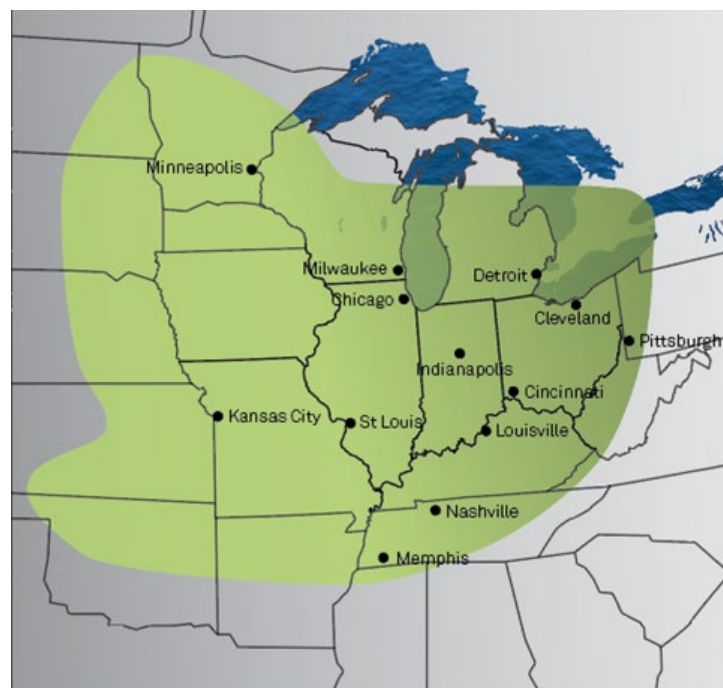 Minneapolis
Milwaukee
Detroit
Chicago
Cleveland
Pittsburgh
Indianapolis
Cincinnati
Kansas City
St Louis
Louisville
Nashville
Memphis